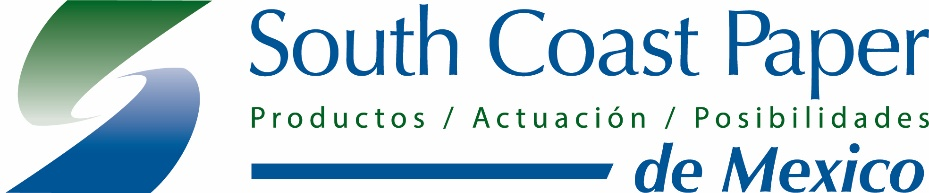 South Coast Paper
Productos / Actuación / Posibilidades
de Mexico